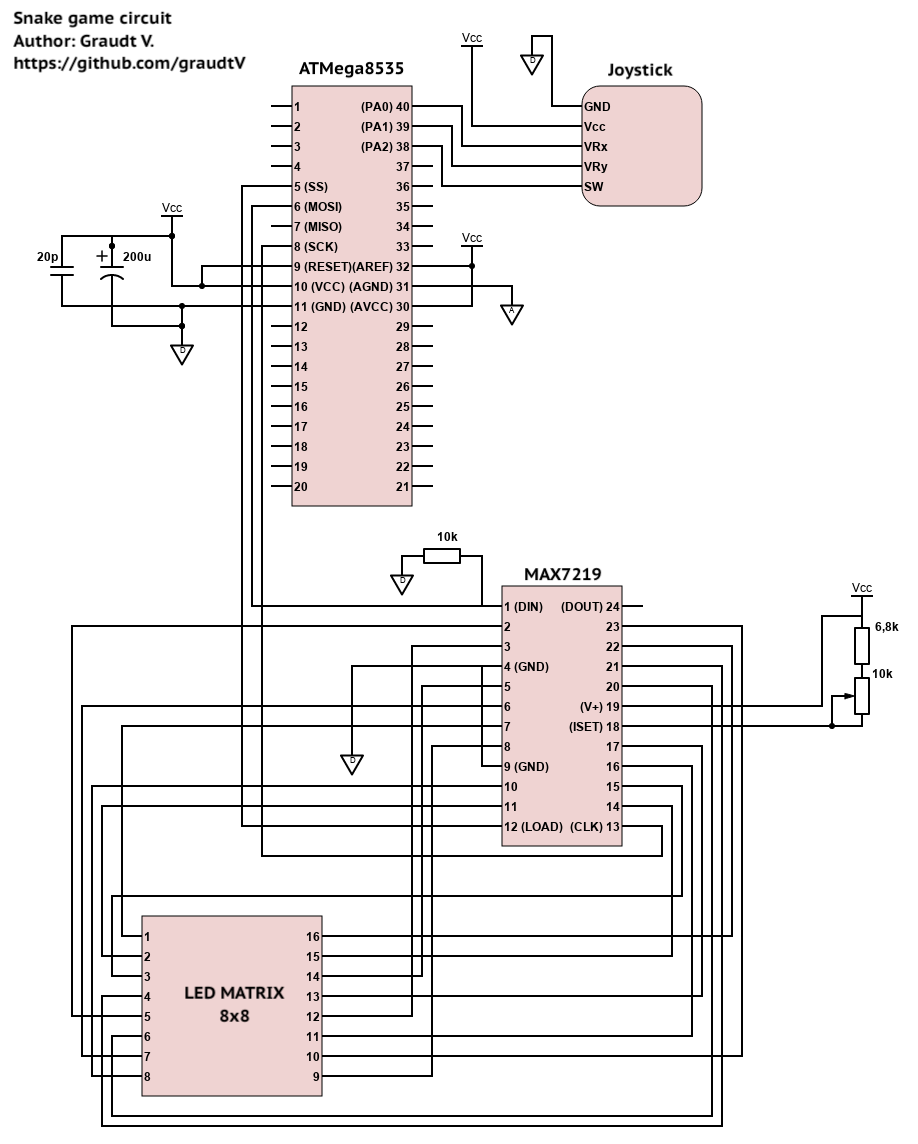 Snake game circuit
Author: Graudt V.
https://github.com/graudtV
ATMega8535
Vcc
D
Joystick
1 (PA0) 40
2 (PA1) 39
3 (PA2) 38
4 37
5 (SS) 36
6 (MOSI) 35
7 (MISO) 34
8 (SCK) 33
9 (RESET)(AREF) 32
10 (VCC) (AGND) 31
11 (GND) (AVCC) 30
12 29
13 28
14 27
15 26
16 25
17 24
18 23
19 22
20 21
GND
Vcc
VRx
VRy
SW
Vcc
20p
+
200u
D
Vcc
A
10k
D
MAX7219
1 (DIN) (DOUT) 24
2 23
3 22
4 (GND) 21
5 20
6 (V+) 19
7 (ISET) 18
8 17
9 (GND) 16
10 15
11 14
12 (LOAD) (CLK) 13
D
Vcc
6,8k
10k
1 16
2 15
3 14
4 13
5 12
6 11
7 10
8 9
LED MATRIX
8x8